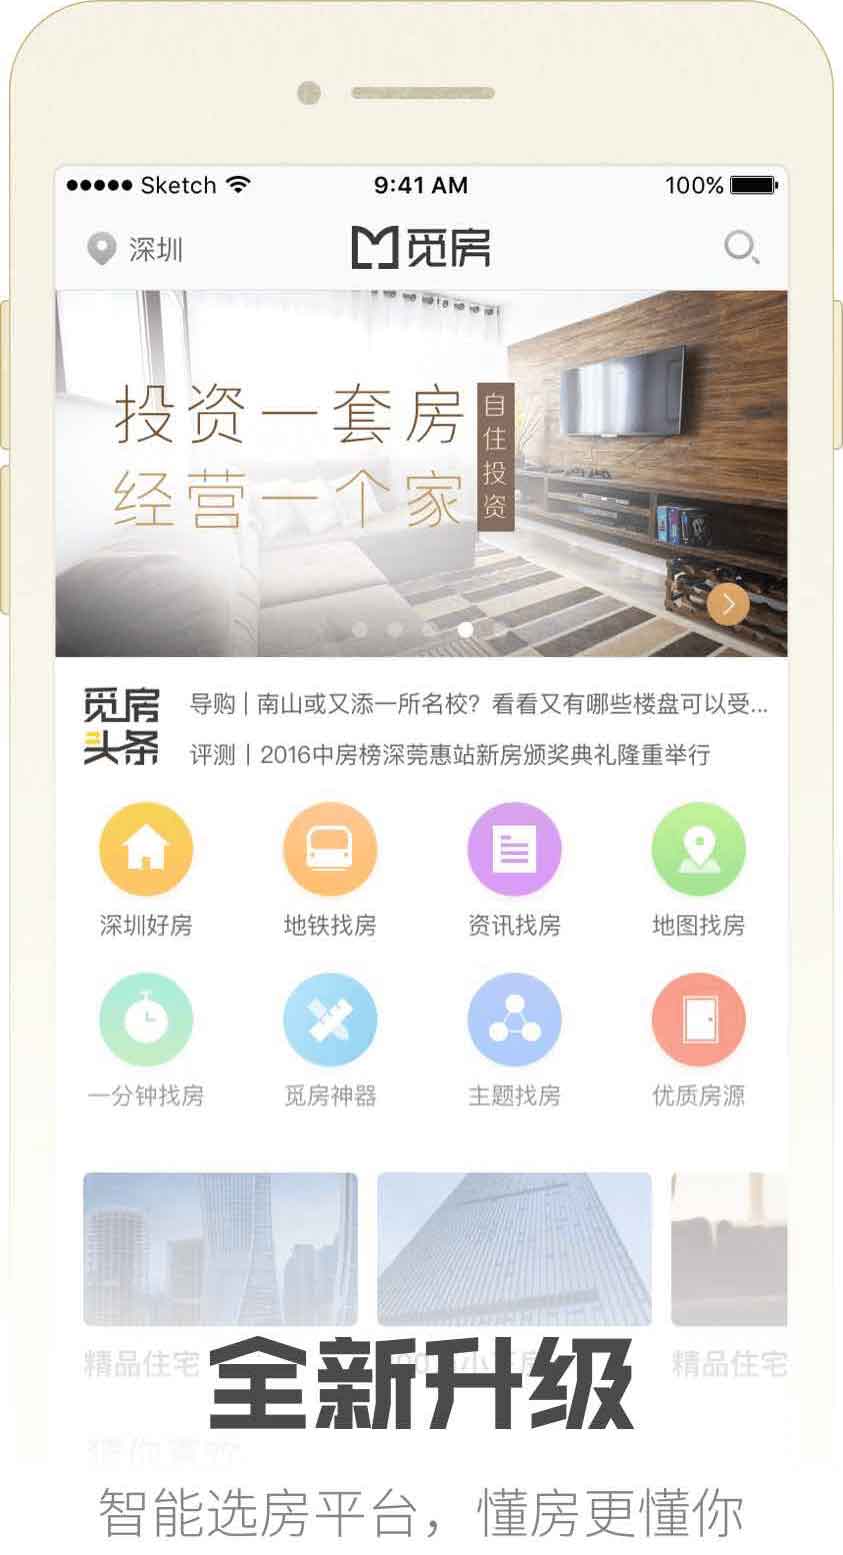 Sketch 9:41 AM 100%
深圳 觅房
投资一套房
经营一个家
自住投资
觅房
头条
导购 | 南山或又添一所名校？看看又有哪些楼盘可以受...
评测 | 2016中房榜深莞惠站新房颁奖典礼隆重举行
深圳好房 地铁找房 资讯找房 地图找房
一分钟找房 觅房神器 主题找房 优质房源
精品住宅 精品住宅
全新升级
猜你喜欢
智能选房平台，懂房更懂你